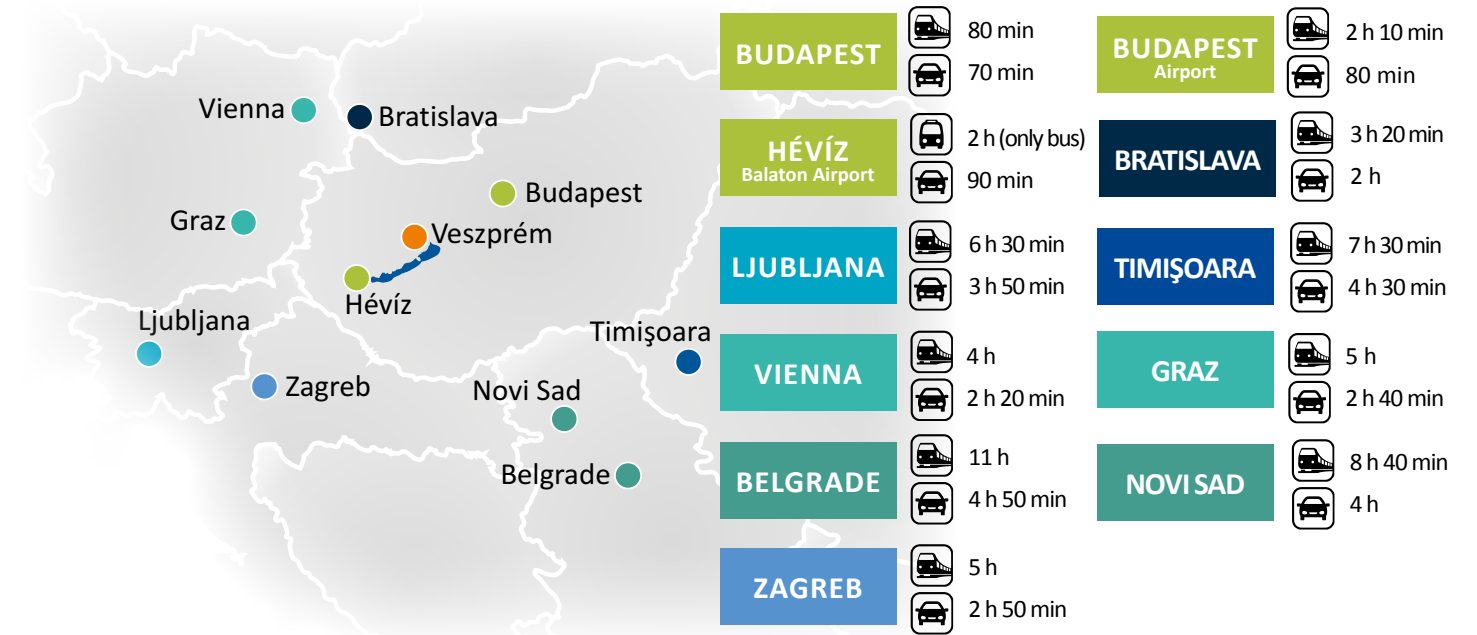 Vienna
Bratislava
Budapest
Graz
Veszprém
Hévíz
Ljubljana
Timişoara
Zagreb
Novi Sad
Belgrade
BUDAPEST
80 min
70 min
BUDAPEST
Airport
2 h 10 min
80 min
HÉVÍZ
Balaton Airport
2 h (only bus)
90 min
BRATISLAVA
3 h 20 min
2 h
LJUBLJANA
6 h 30 min
3 h 50 min
TIMIŞOARA
7 h 30 min
4 h 30 min
VIENNA
4 h
2 h 20 min
GRAZ
5 h
2 h 40 min
BELGRADE
11 h
4 h 50 min
NOVI SAD
8 h 40 min
4 h
ZAGREB
5 h
2 h 50 min